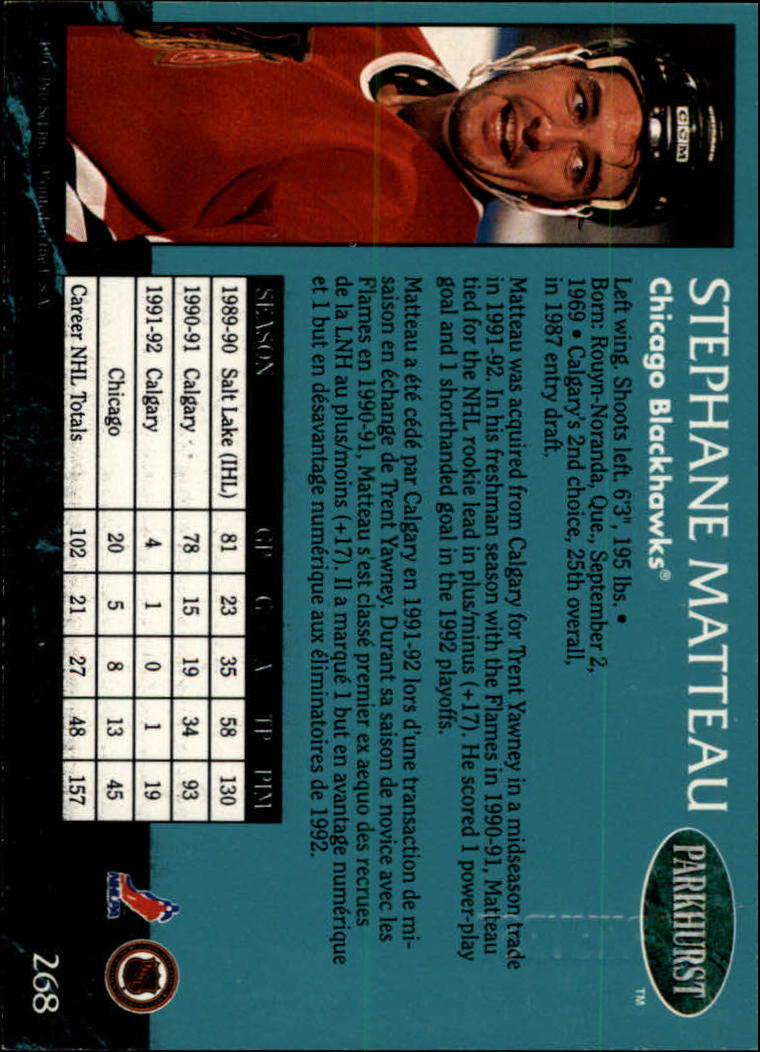 STEPHANE MATTEAU
Chicago Blackhawks®
PARKHURST
TM
CCM
Left wing. Shoots left. 6'3", 195 lbs. •
Born: Rouyn-Noranda, Que., September 2,
1969 • Calgary's 2nd choice, 25th overall,
in 1987 entry draft.
Matteau was acquired from Calgary for Trent Yawney in a midseason trade
in 1991-92. In his freshman season with the Flames in 1990-91, Matteau
tied for the NHL rookie lead in plus/minus (+17). He scored 1 power-play
goal and 1 shorthanded goal in the 1992 playoffs.
Matteau a été cédé par Calgary en 1991-92 lors d'une transaction de mi-
saison en échange de Trent Yawney. Durant sa saison de novice avec les
Flames en 1990-91, Matteau s'est classé premier ex aequo des recrues
de la LNH au plus/moins (+17). Il a marqué 1 but en avantage numérique
et 1 but en désavantage numérique aux éliminatoires de 1992.
SEASON GP G A TP PIM
1989-90 Salt Lake (IHL) 81 23 35 58 130
1990-91 Calgary 78 15 19 34 93
1991-92 Calgary 4 1 0 1 19
Chicago 20 5 8 13 45
Career NHL Totals 102 21 27 48 157
NHLPA
NHL
268